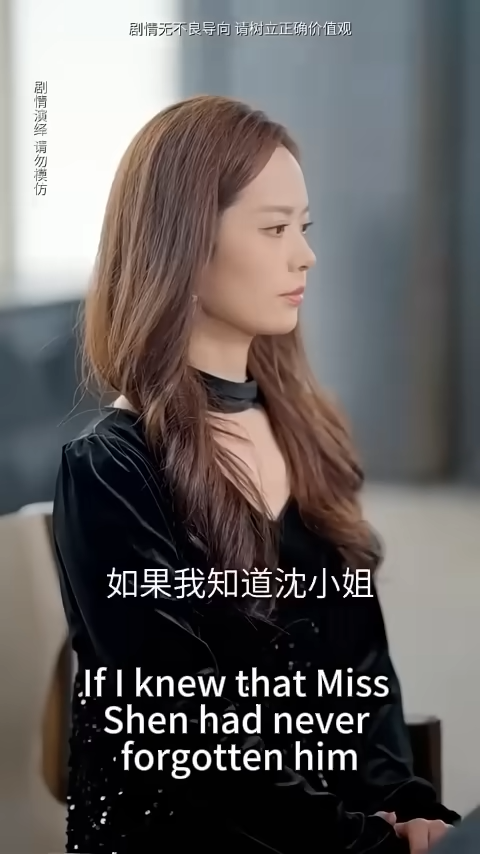 剧情无不良导向 请树立正确价值观
剧情演绎 请勿模仿
如果我知道沈小姐
If I knew that Miss
Shen had never
forgotten him